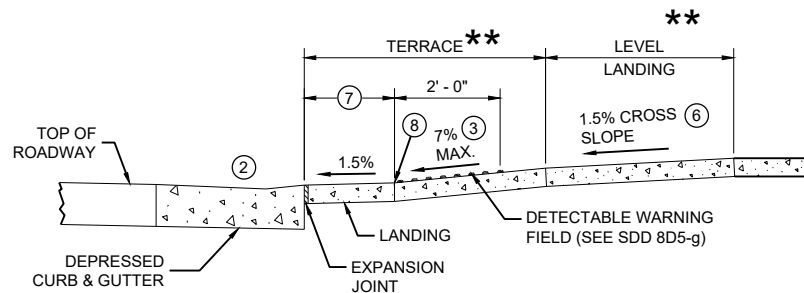 **
TERRACE **
LEVEL
LANDING
7
2' - 0"
TOP OF
ROADWAY
2
1.5%
8
7%
MAX.
3
1.5% CROSS
SLOPE
6
DEPRESSED
CURB & GUTTER
LANDING
EXPANSION
JOINT
DETECTABLE WARNING
FIELD (SEE SDD 8D5-g)